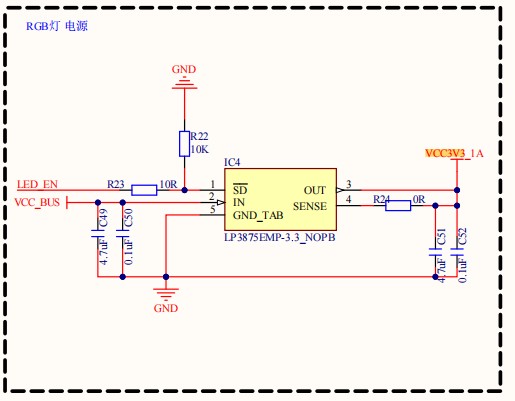 RGB灯 电源
GND
R22
10K
IC4
VCC3V3_1A
LED_EN
R23
10R
1
SD
OUT
3
VCC_BUS
2
IN
SENSE
4
R24
0R
5
GND_TAB
LP3875EMP-3.3_NOPB
C49
4.7uF
C50
0.1uF
C51
4.7uF
C52
0.1uF
GND